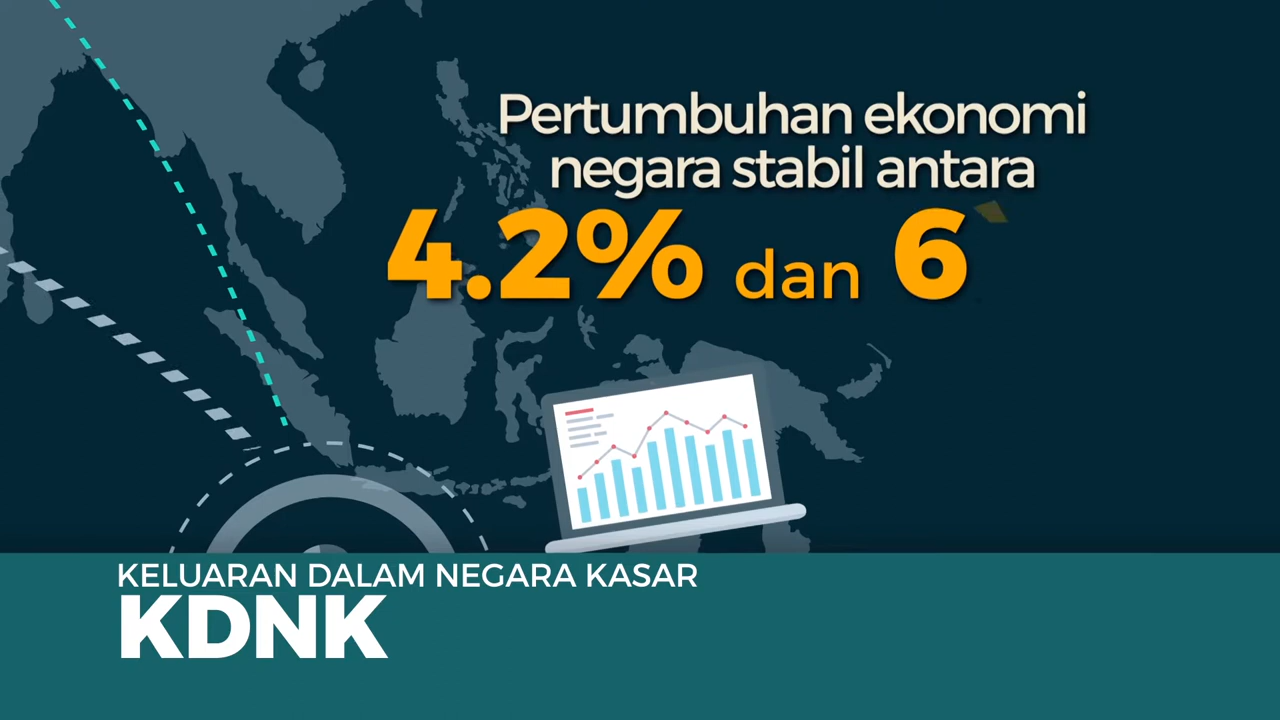 Pertumbuhan ekonomi
negara stabil antara
4.2% dan 6
KELUARAN DALAM NEGARA KASAR
KDNK